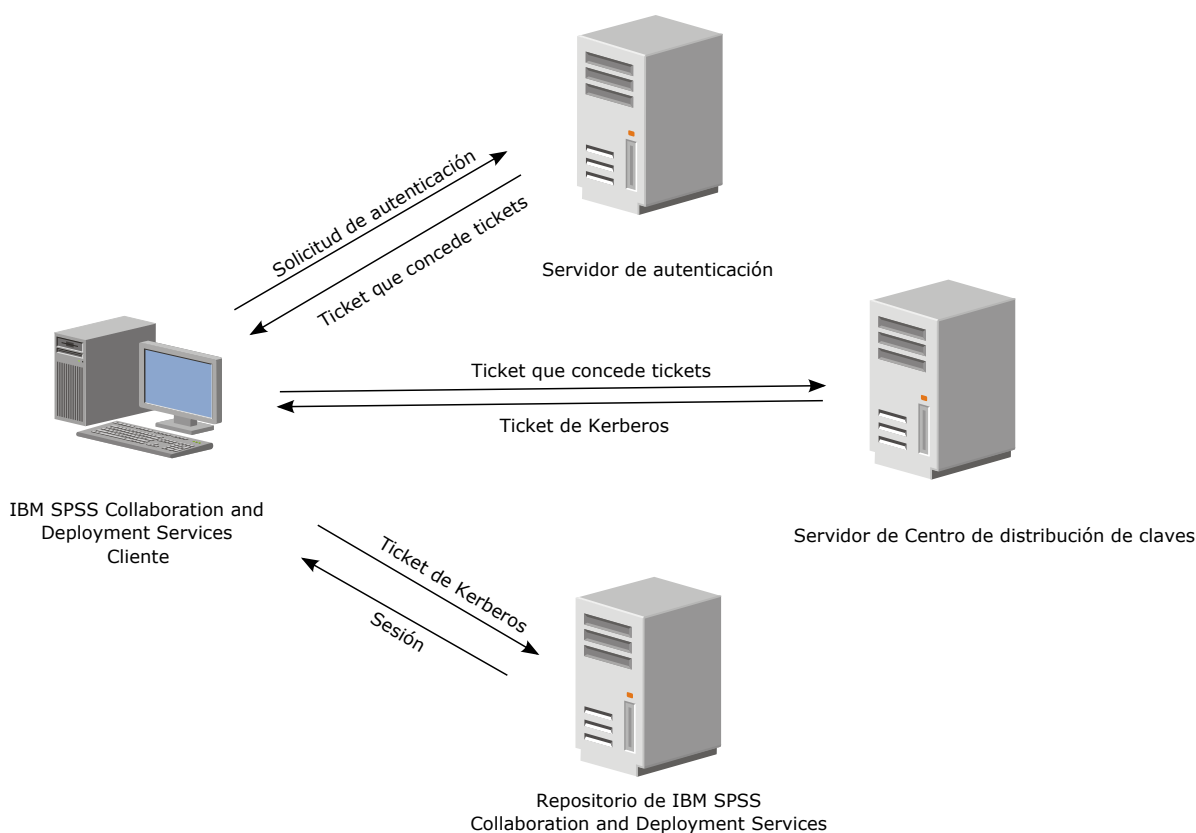 Solicitud de autenticación
Ticket que concede tickets
Servidor de autenticación
Ticket que concede tickets
Ticket de Kerberos
IBM SPSS Collaboration and
Deployment Services
Cliente
Servidor de Centro de distribución de claves
Ticket de Kerberos
Sesión
Repositorio de IBM SPSS
Collaboration and Deployment Services